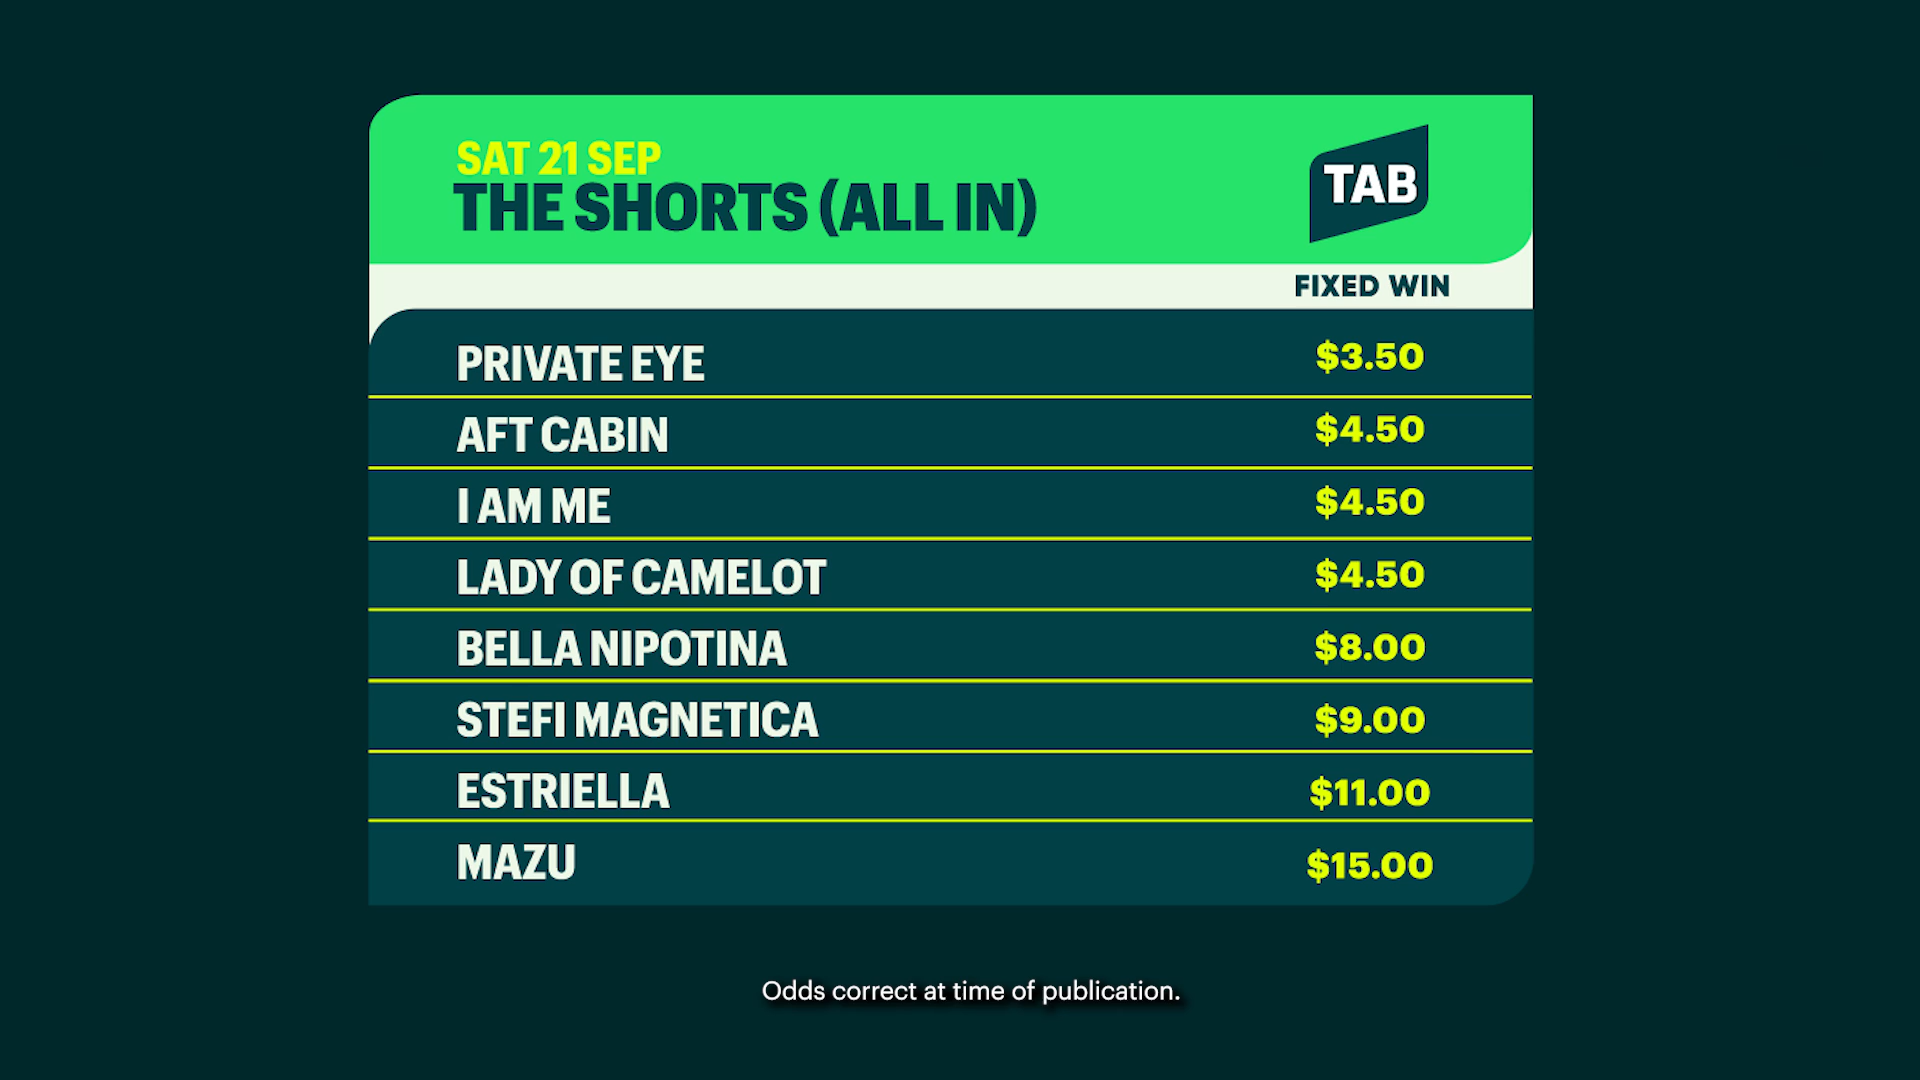 SAT 21 SEP
THE SHORTS (ALL IN)
TAB
FIXED WIN
PRIVATE EYE $3.50
AFT CABIN $4.50
I AM ME $4.50
LADY OF CAMELOT $4.50
BELLA NIPOTINA $8.00
STEFI MAGNETICA $9.00
ESTRIELLA $11.00
MAZU $15.00
Odds correct at time of publication.